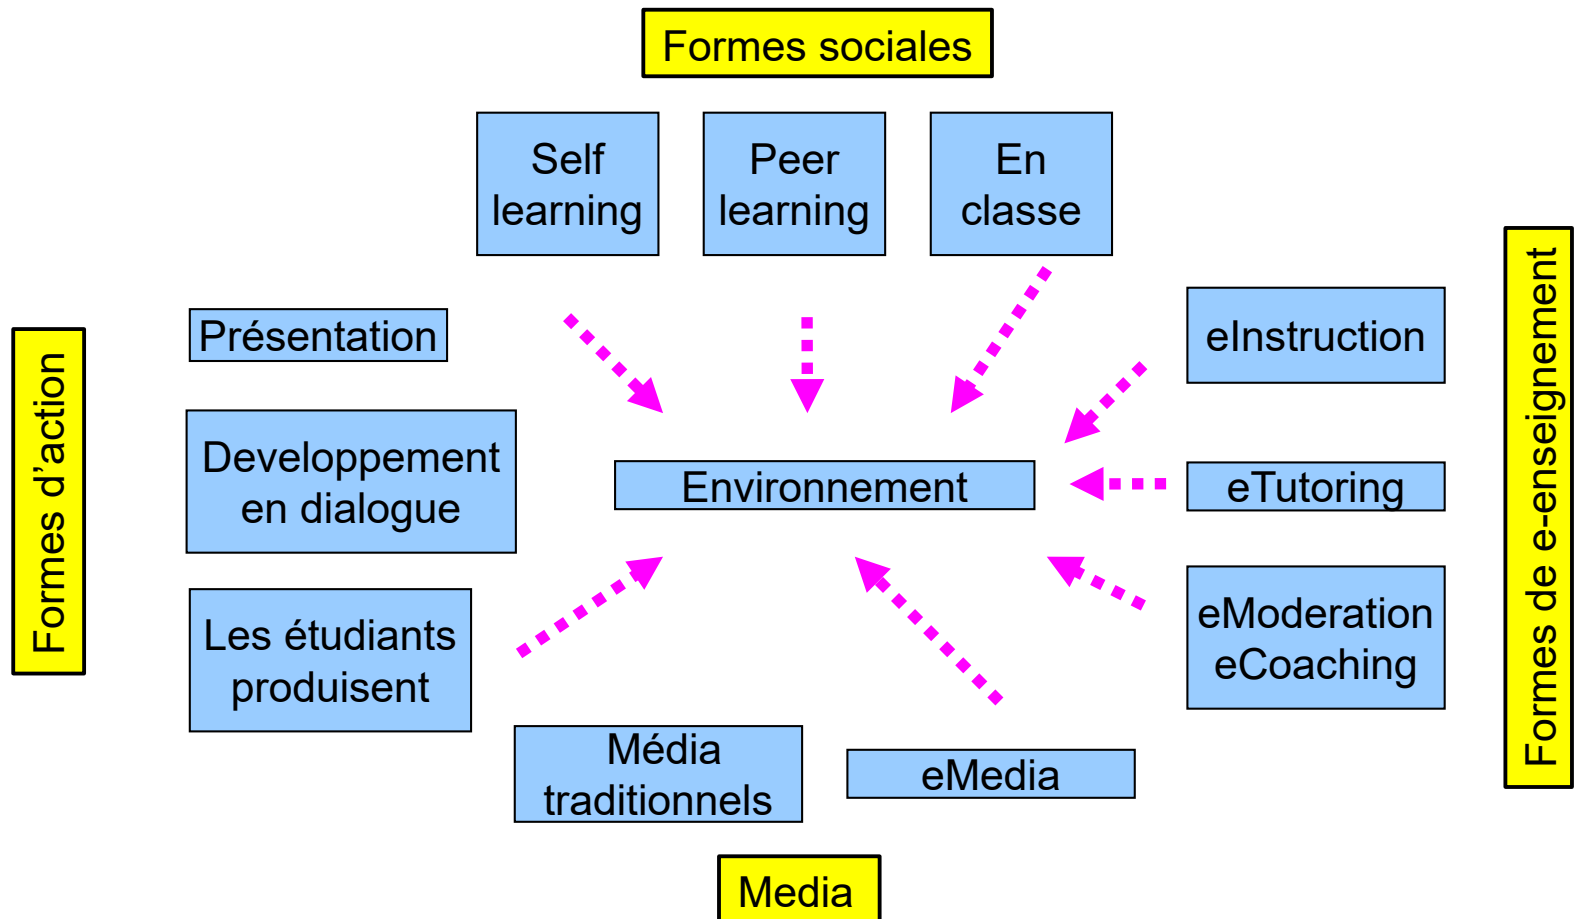 Formes sociales
Self
learning
Peer
learning
En
classe
Formes d’action
Présentation
Developpement
en dialogue
Les étudiants
produisent
Environnement
eInstruction
eTutoring
eModeration
eCoaching
Formes de e-enseignement
Média
traditionnels
eMedia
Media